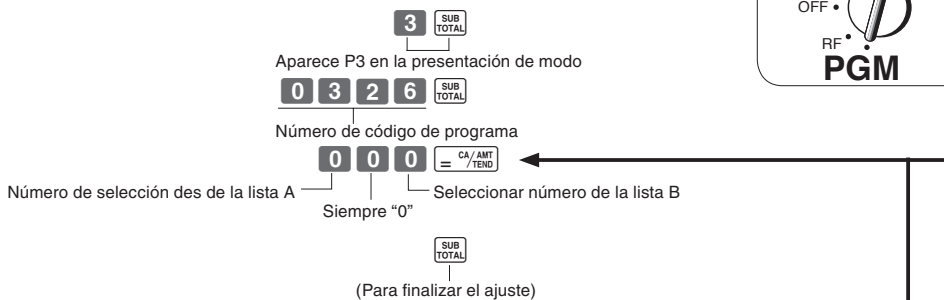 OFF
RF
PGM
3 SUB TOTAL
Aparece P3 en la presentación de modo
0 3 2 6 SUB TOTAL
Número de código de programa
0 0 0 = CA/AMT /TEND
Número de selección des de la lista A
Seleccionar número de la lista B
Siempre “0”
SUB TOTAL
(Para finalizar el ajuste)